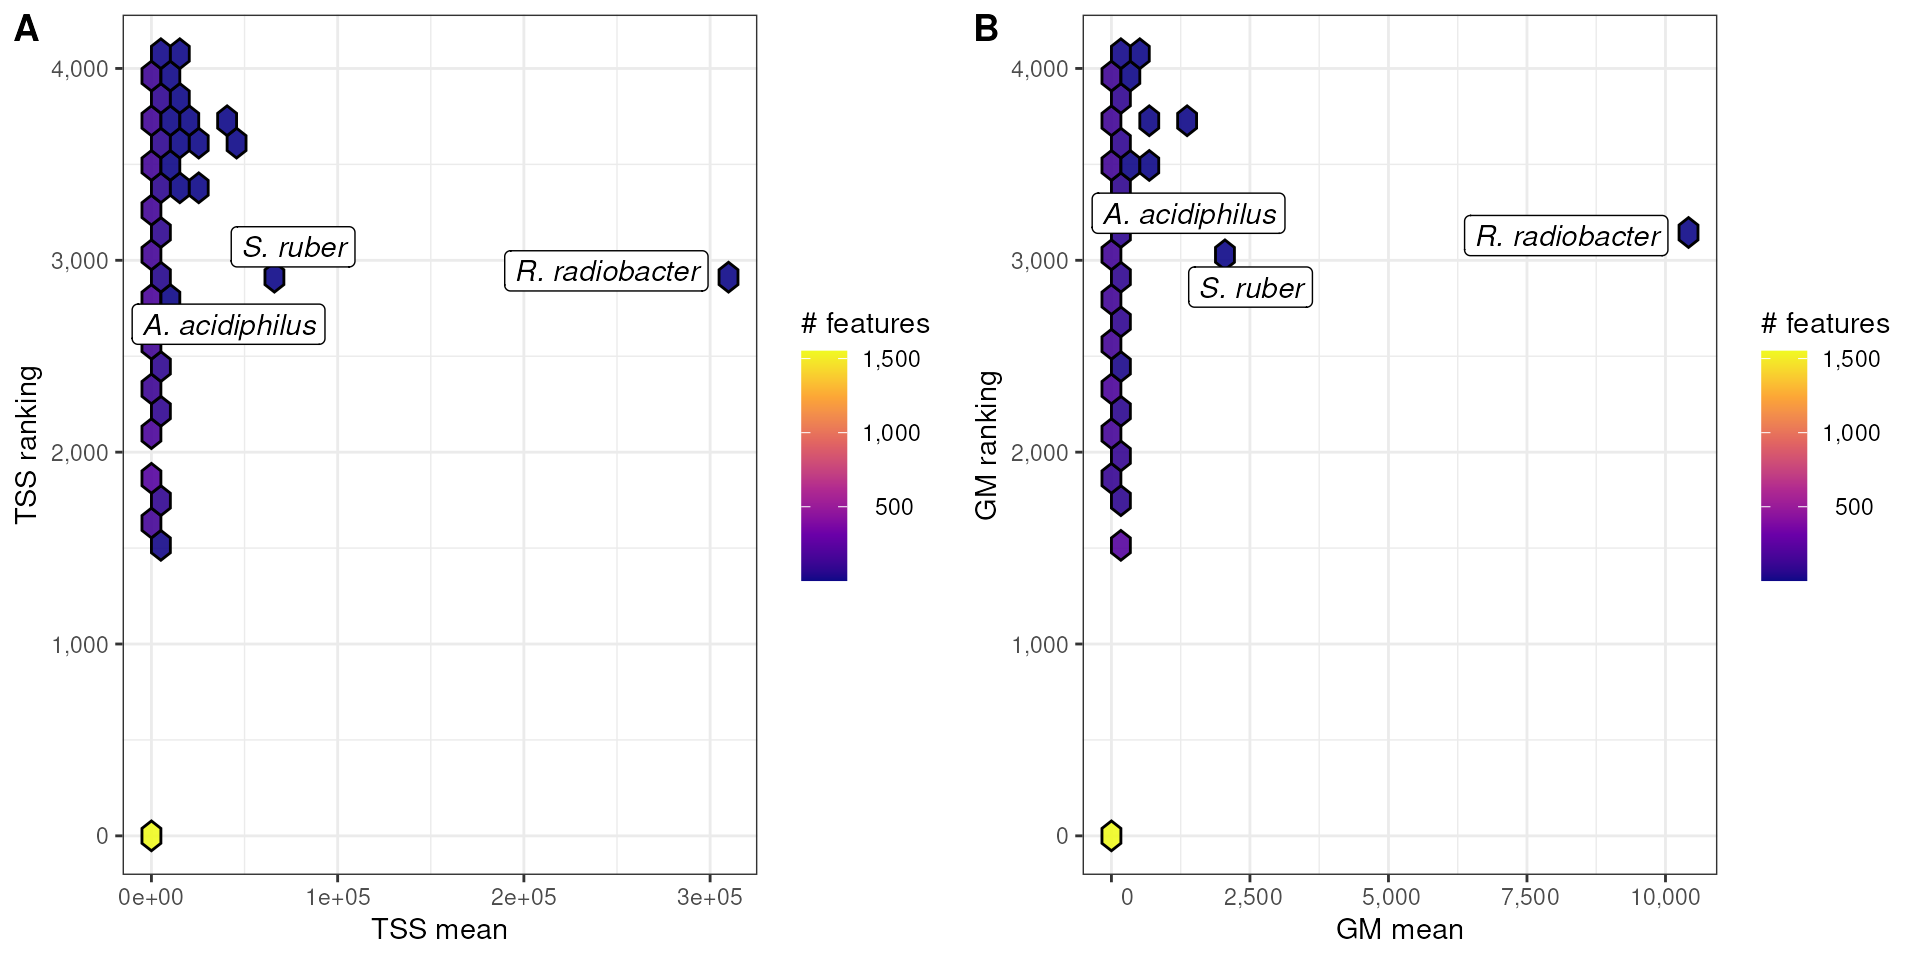 A
4,000
3,000
2,000
1,000
0
TSS ranking
S. ruber
R. radiobacter
A. acidiphilus
0e+00 1e+05 2e+05 3e+05
TSS mean
# features
1,500
1,000
500
B
4,000
3,000
2,000
1,000
0
GM ranking
A. acidiphilus
R. radiobacter
S. ruber
0 2,500 5,000 7,500 10,000
GM mean
# features
1,500
1,000
500